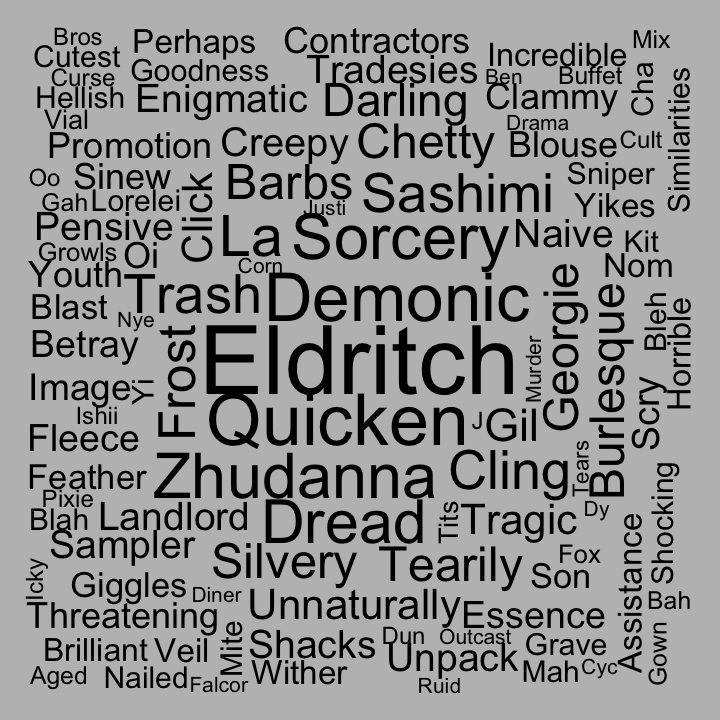 Bros
Perhaps
Contractors
Incredible
Mix
Cutest
Curse
Goodness
Tradesies
Ben
Buffet
Cha
Hellish
Enigmatic
Darling
Clammy
Similarities
Vial
Drama
Promotion
Creepy
Chetty
Blouse
Cult
Oo
Sinew
Click
Barbs
Sashimi
Sniper
Gah
Lorelei
Justi
Yikes
Pensive
La
Sorcery
Naive
Kit
Growls
Oi
Corn
Nom
Youth
Trash
Demonic
Georgie
Burlesque
Bleh
Horrible
Blast
Nye
Betray
Frost
Eldritch
Murder
Scry
Image
Yi
Ishii
Quicken
J
Gil
Fleece
Zhudanna
Cling
Tears
Feather
Pixie
Blah
Landlord
Dread
Tits
Tragic
Dy
Shocking
Sampler
Silvery
Tearily
Fox
Son
Assistance
Icky
Giggles
Diner
Unnaturally
Essence
Bah
Threatening
Gown
Brilliant
Veil
Mite
Shacks
Dun
Outcast
Grave
Unpack
Aged
Nailed
Falcor
Wither
Ruid
Mah
Cyc